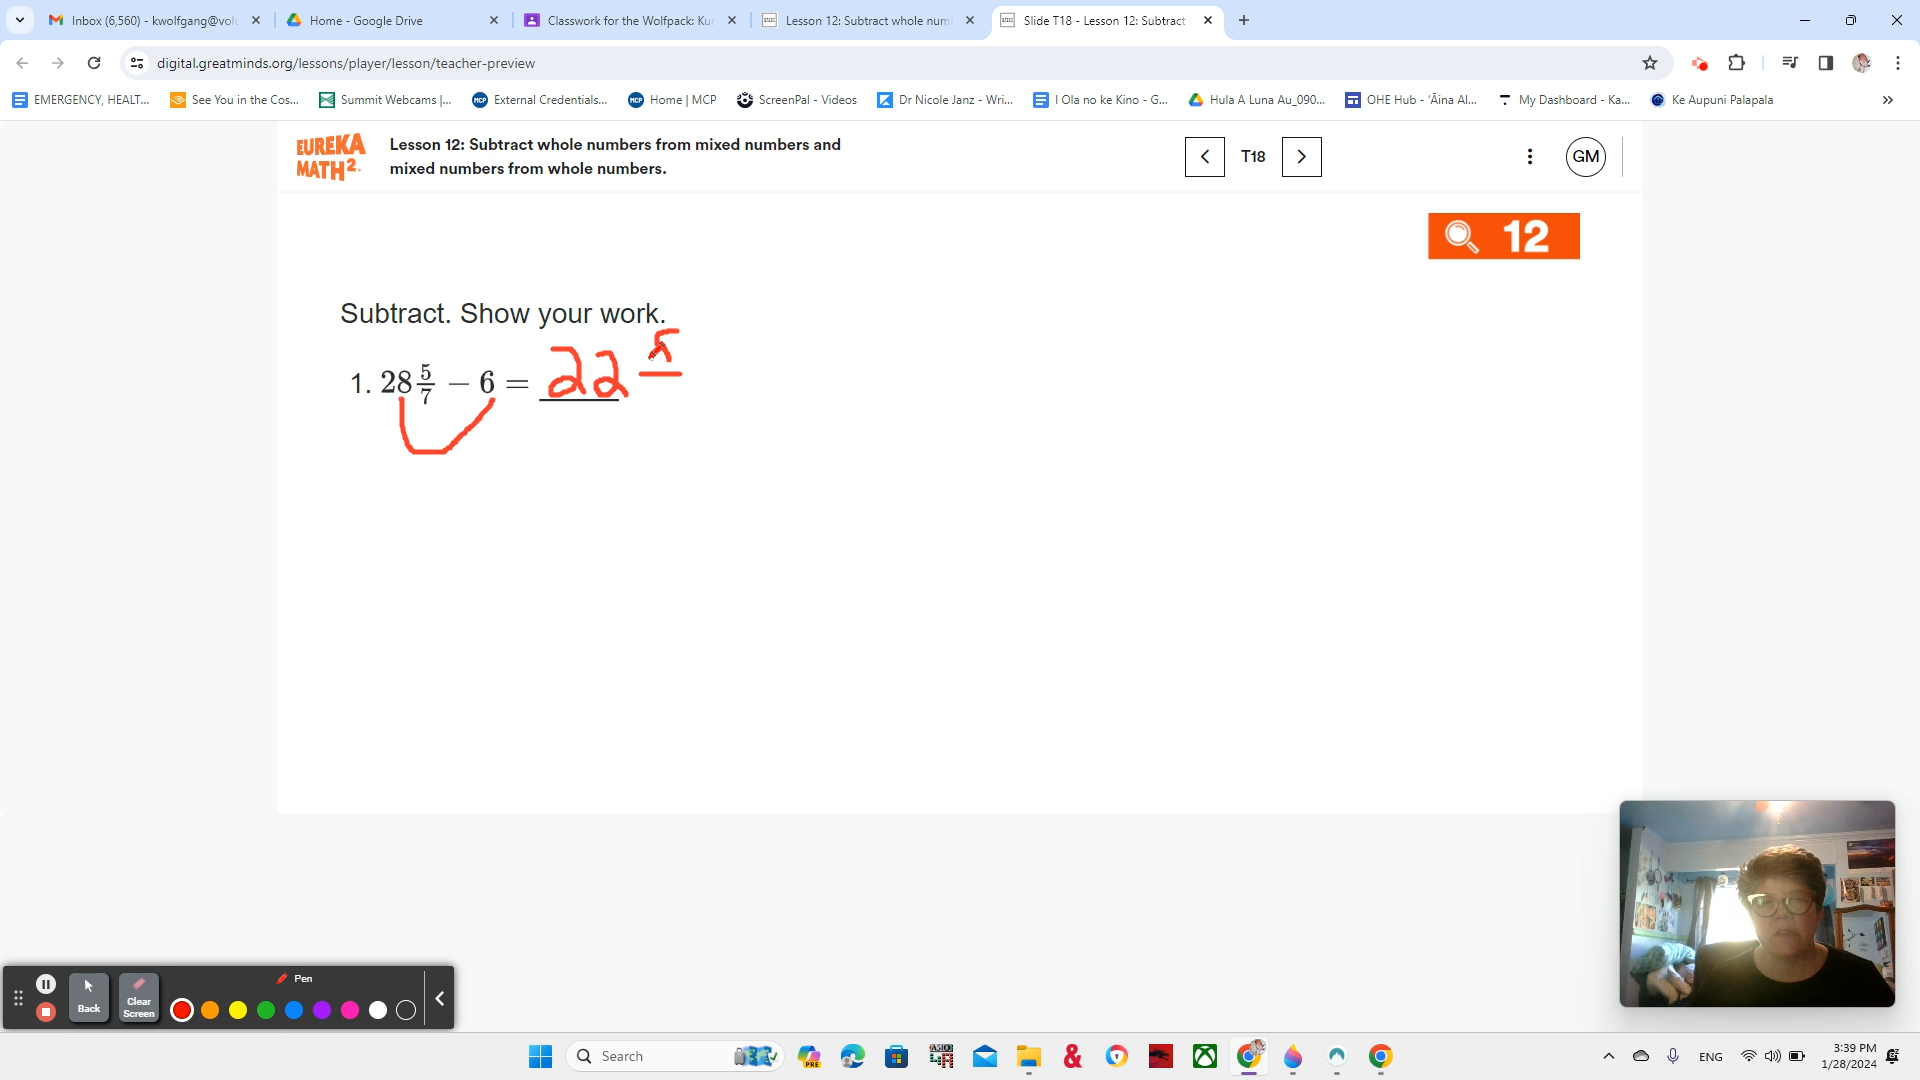 Inbox (6,560) - kwolfgang@volc
Home - Google Drive
Classwork for the Wolfpack: Kur
Lesson 12: Subtract whole num
Slide T18 - Lesson 12: Subtract
digital.greatminds.org/lessons/player/lesson/teacher-preview
EMERGENCY, HEALT...
See You in the Cos...
Summit Webcams |...
External Credentials...
Home | MCP
ScreenPal - Videos
Dr Nicole Janz - Wri...
I Ola no ke Kino - G...
Hula A Luna Au_090...
OHE Hub - ʻĀina Al...
My Dashboard - Ka...
Ke Aupuni Palapala
EUREKA
MATH2
Lesson 12: Subtract whole numbers from mixed numbers and
mixed numbers from whole numbers.
T18
GM
12
Subtract. Show your work.
1. 28 5/7 − 6 = 22 5
Pen
Back
Clear
Screen
Search
PRE
ENG
3:39 PM
1/28/2024